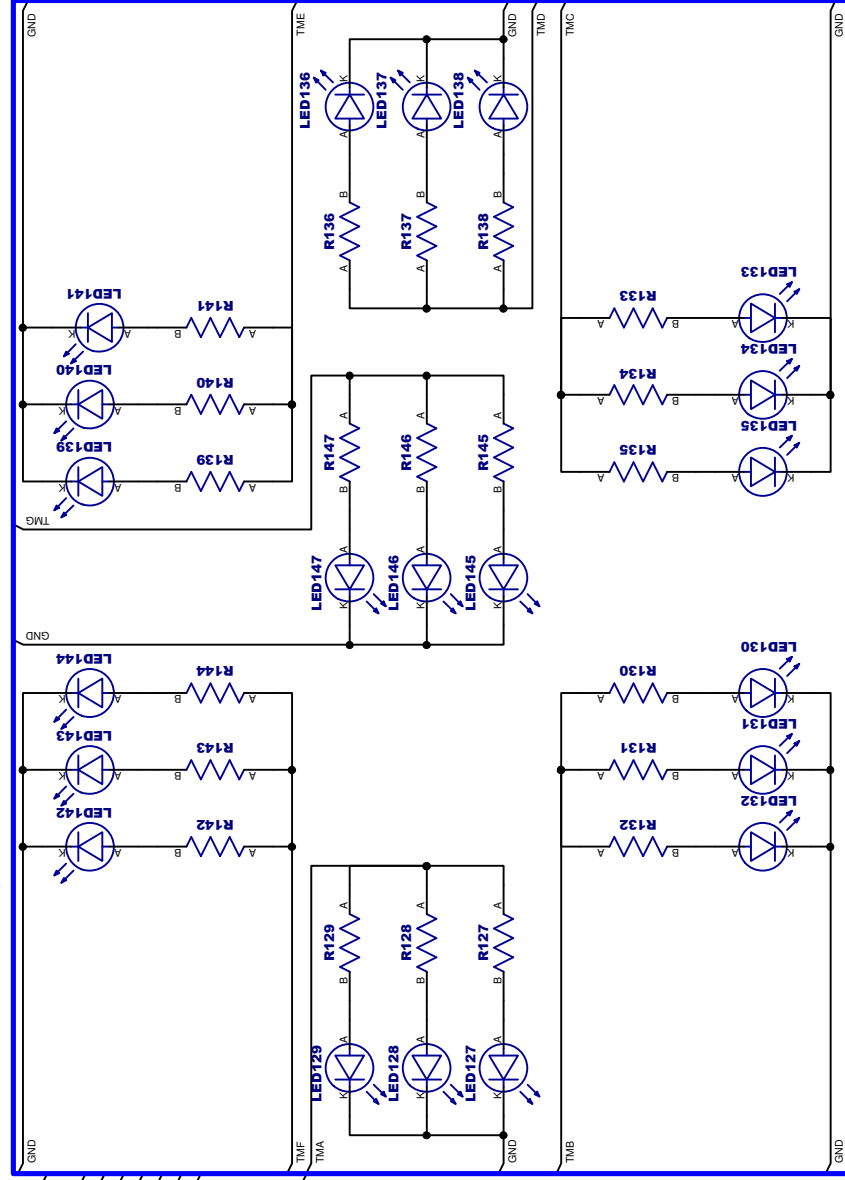 GND
TME
GND
TMD
TMC
GND
K
K
K
LED136
LED137
LED138
A
A
A
B
B
B
R136
R137
R138
A
A
A
LED141
K
A
B
R141
A
LED140
K
A
B
R140
A
LED139
K
A
B
R139
A
A
R133
B
A
LED133
K
A
R134
B
A
LED134
K
A
R135
B
A
LED135
K
TMG
A
A
A
R147
R146
R145
B
B
B
A
A
A
LED147
LED146
LED145
K
K
K
GND
LED144
K
A
B
R144
A
LED143
K
A
B
R143
A
LED142
K
A
B
R142
A
A
R130
B
A
LED130
K
A
R131
B
A
LED131
K
A
R132
B
A
LED132
K
A
A
A
R129
R128
R127
B
B
B
A
A
A
LED129
LED128
LED127
K
K
K
GND
TMF
TMA
GND
TMB
GND